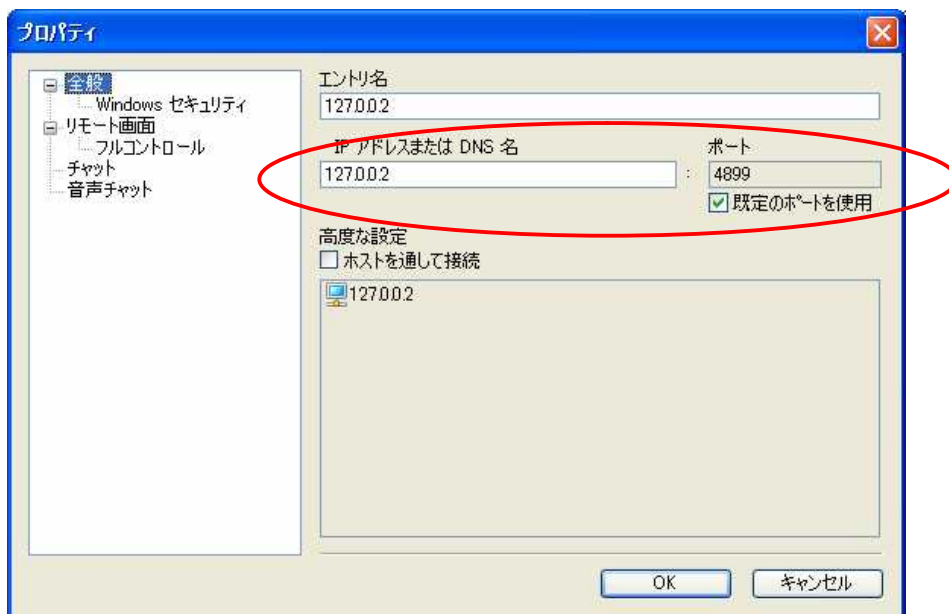 プロパティ
全般
Windows セキュリティ
リモート画面
フルコントロール
チャット
音声チャット
エントリ名
127.0.0.2
IP アドレスまたは DNS 名
ポート
127.0.0.2 : 4899
既定のポートを使用
高度な設定
ホストを通して接続
127.0.0.2
OK
キャンセル